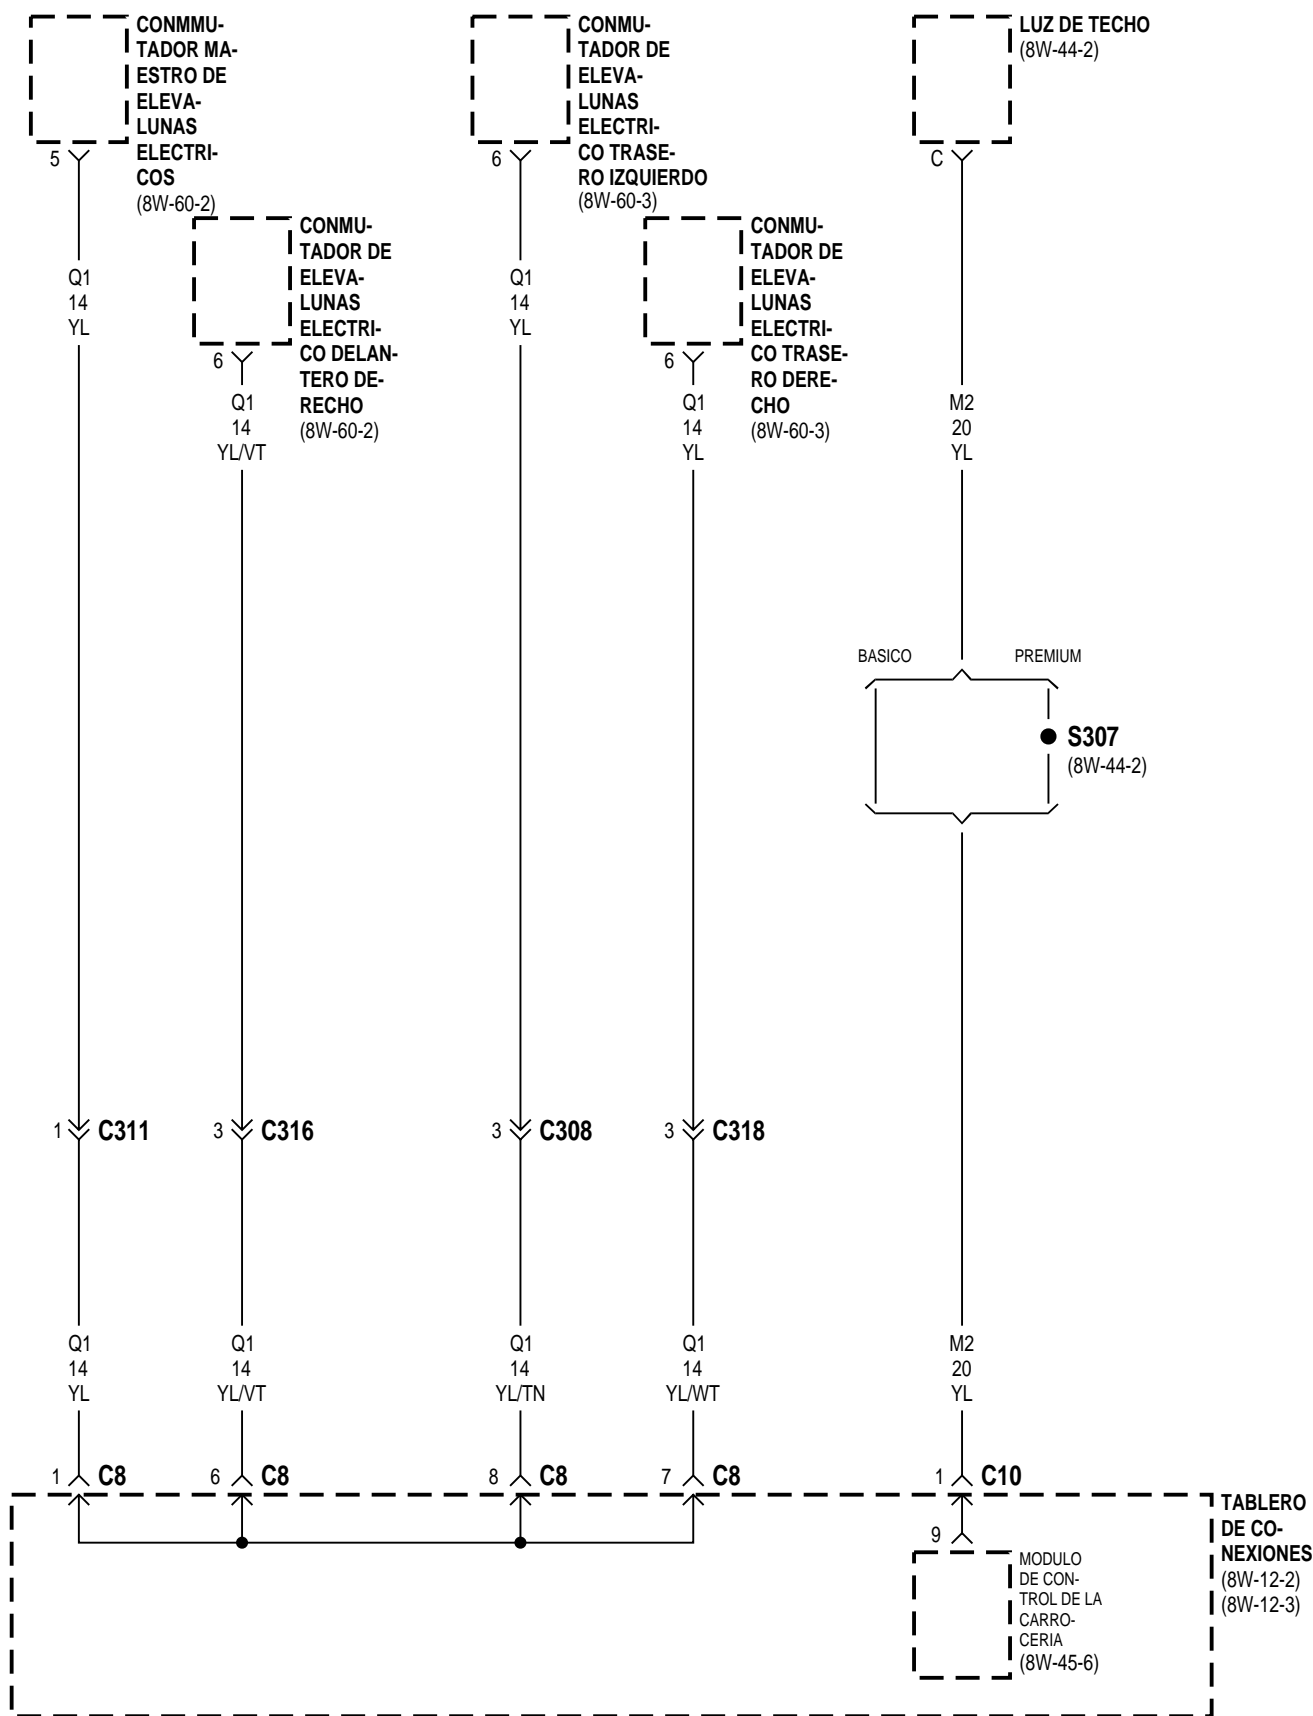 CONMMU-
TADOR MA-
ESTRO DE
ELEVA-
LUNAS
ELECTRI-
COS
(8W-60-2)
5
Q1
14
YL
CONMU-
TADOR DE
ELEVA-
LUNAS
ELECTRI-
CO DELAN-
TERO DE-
RECHO
(8W-60-2)
6
Q1
14
YL/VT
CONMU-
TADOR DE
ELEVA-
LUNAS
ELECTRI-
CO TRASE-
RO IZQUIERDO
(8W-60-3)
6
Q1
14
YL
CONMU-
TADOR DE
ELEVA-
LUNAS
ELECTRI-
CO TRASE-
RO DERE-
CHO
(8W-60-3)
6
Q1
14
YL
LUZ DE TECHO
(8W-44-2)
C
M2
20
YL
BASICO
PREMIUM
S307
(8W-44-2)
1 C311
3 C316
3 C308
3 C318
Q1
14
YL
Q1
14
YL/VT
Q1
14
YL/TN
Q1
14
YL/WT
M2
20
YL
1 C8
6 C8
8 C8
7 C8
1 C10
TABLERO
DE CO-
NEXIONES
(8W-12-2)
(8W-12-3)
9
MODULO
DE CON-
TROL DE LA
CARRO-
CERIA
(8W-45-6)